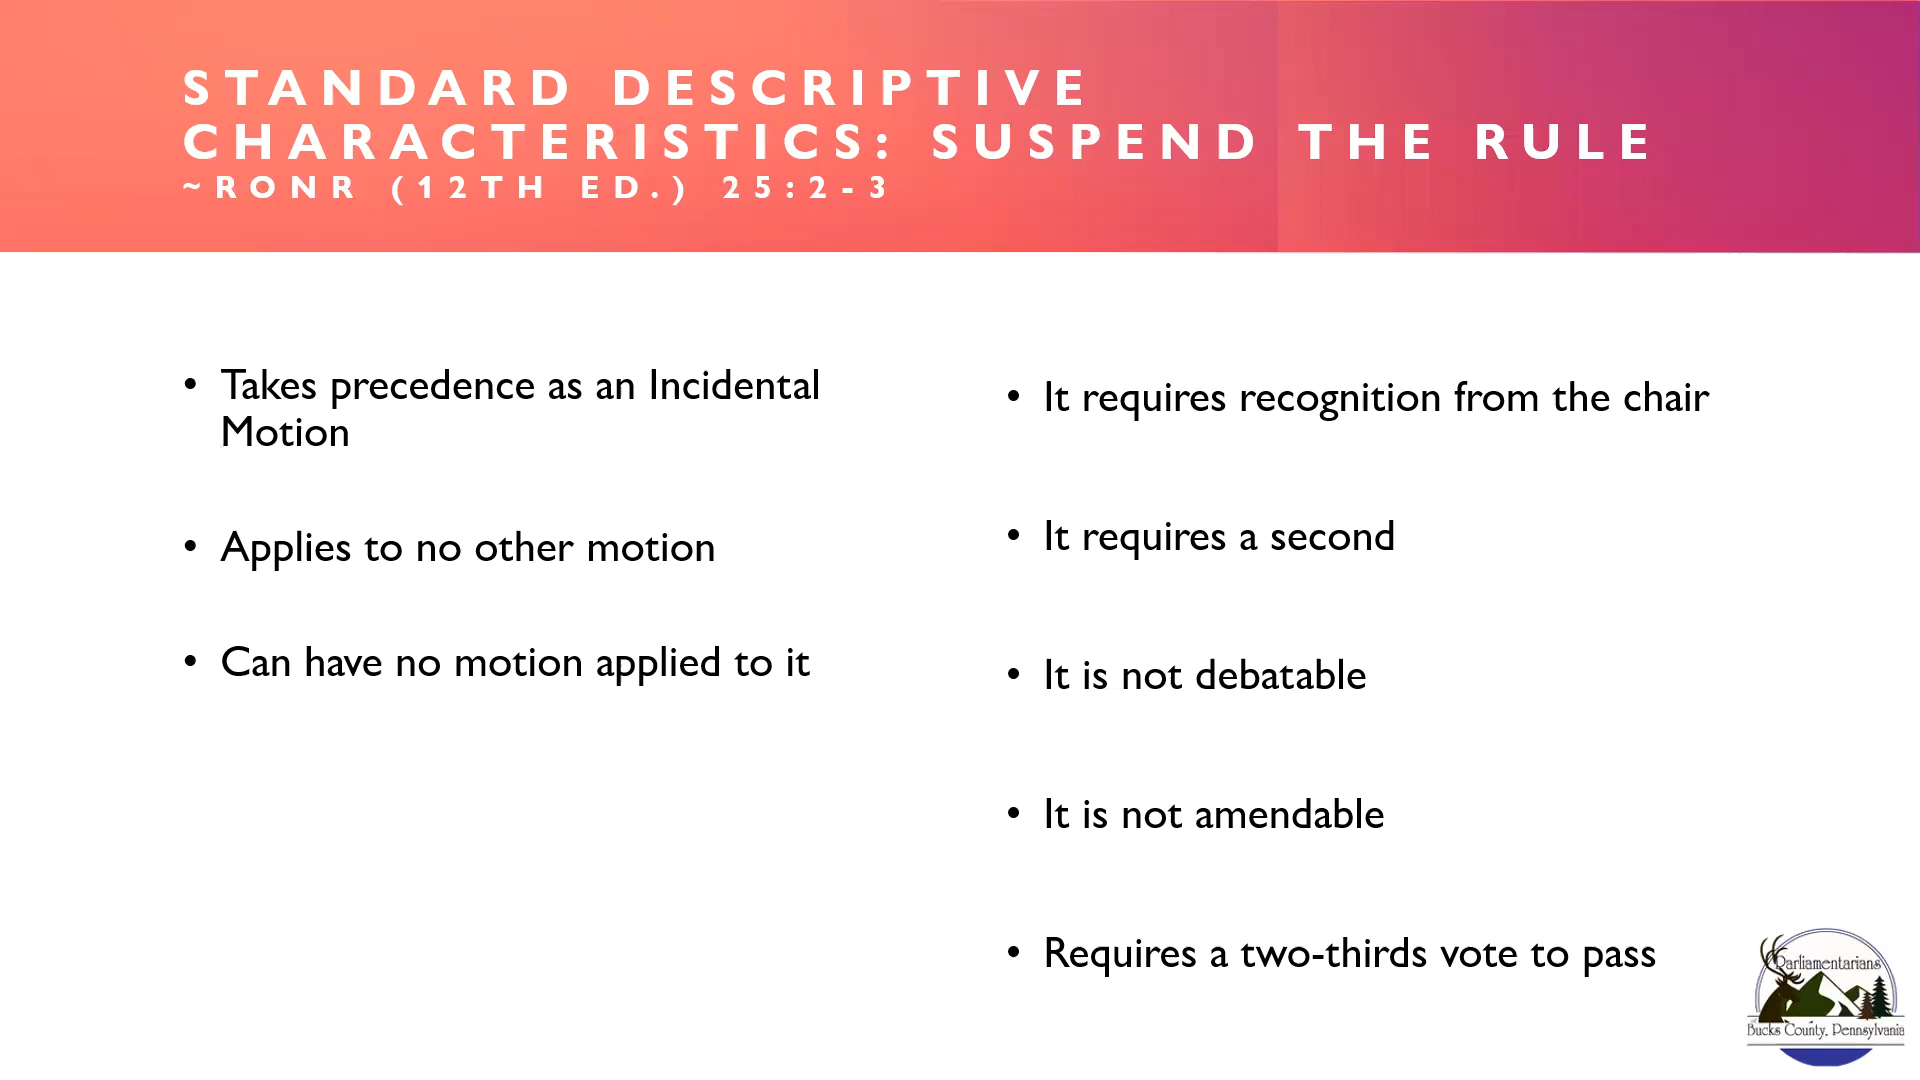 STANDARD DESCRIPTIVE
CHARACTERISTICS: SUSPEND THE RULE
~RONR (12TH ED.) 25:2-3
• Takes precedence as an Incidental
Motion
• Applies to no other motion
• Can have no motion applied to it
• It requires recognition from the chair
• It requires a second
• It is not debatable
• It is not amendable
• Requires a two-thirds vote to pass
Parliamentarians
Bucks County, Pennsylvania